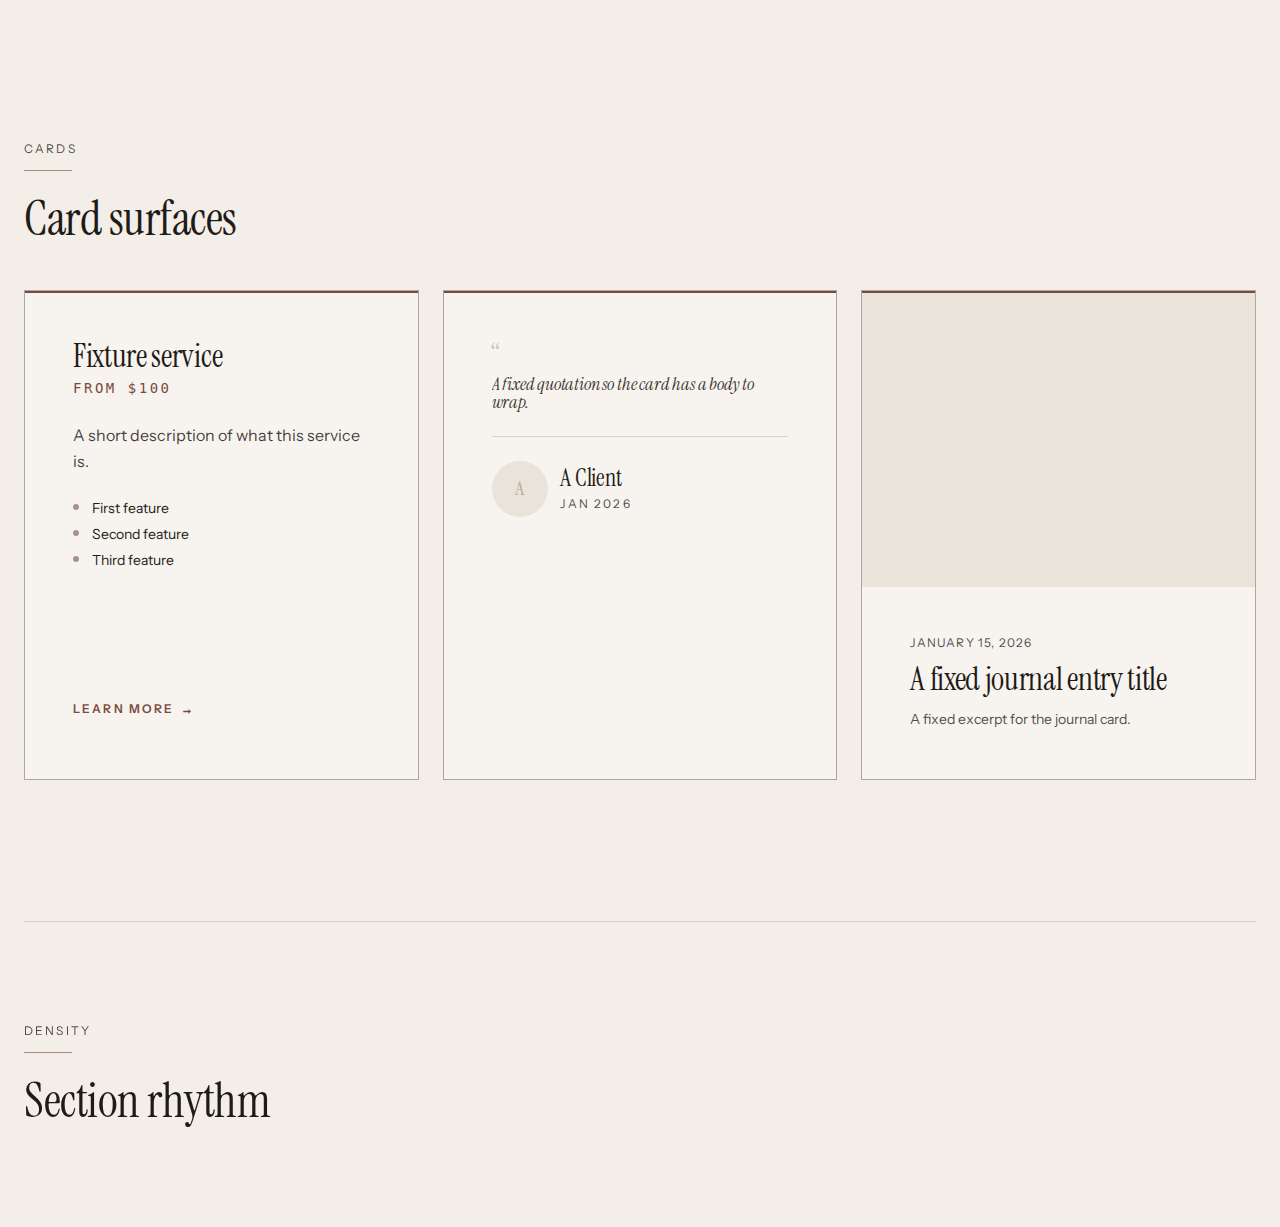 CARDS
Card surfaces
Fixture service
FROM $100
A short description of what this service
is.
First feature
Second feature
Third feature
LEARN MORE →
“
A fixed quotation so the card has a body to
wrap.
A
A Client
JAN 2026
JANUARY 15, 2026
A fixed journal entry title
A fixed excerpt for the journal card.
DENSITY
Section rhythm